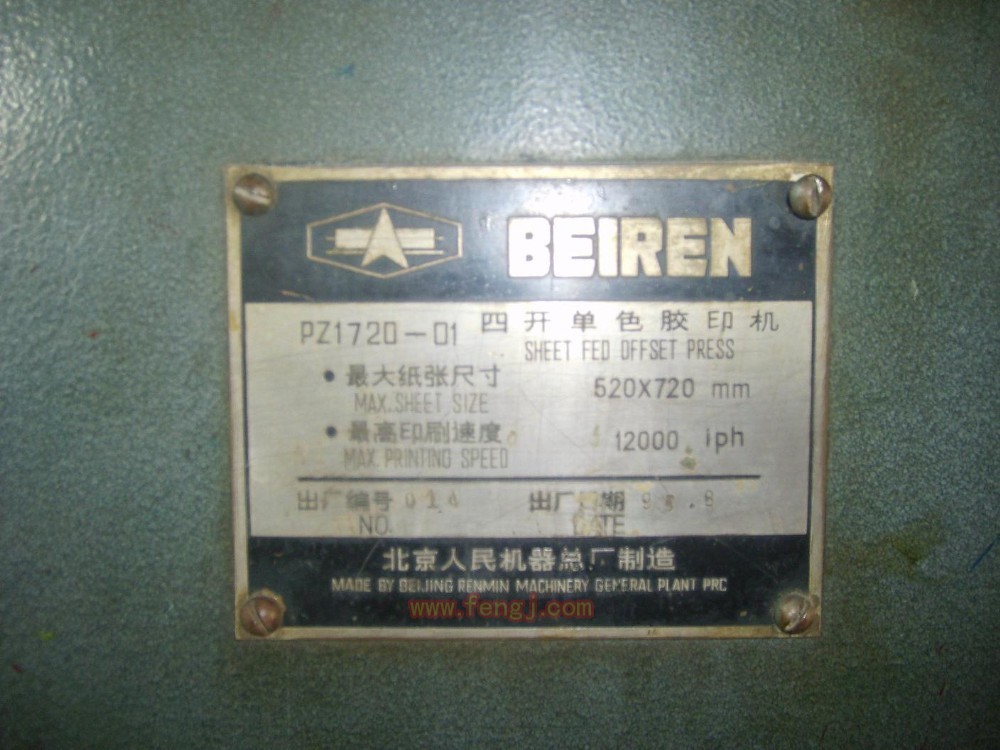 BEIREN
PZ1720-01 四开单色胶印机
SHEET FED OFFSET PRESS
• 最大纸张尺寸 520X720 mm
MAX. SHEET SIZE
• 最高印刷速度 12000 iph
MAX. PRINTING SPEED
出厂编号 出厂日期
NO. DATE
北京人民机器总厂制造
MADE BY BEIJING RENMIN MACHINERY GENERAL PLANT PRC
www.fengj.com